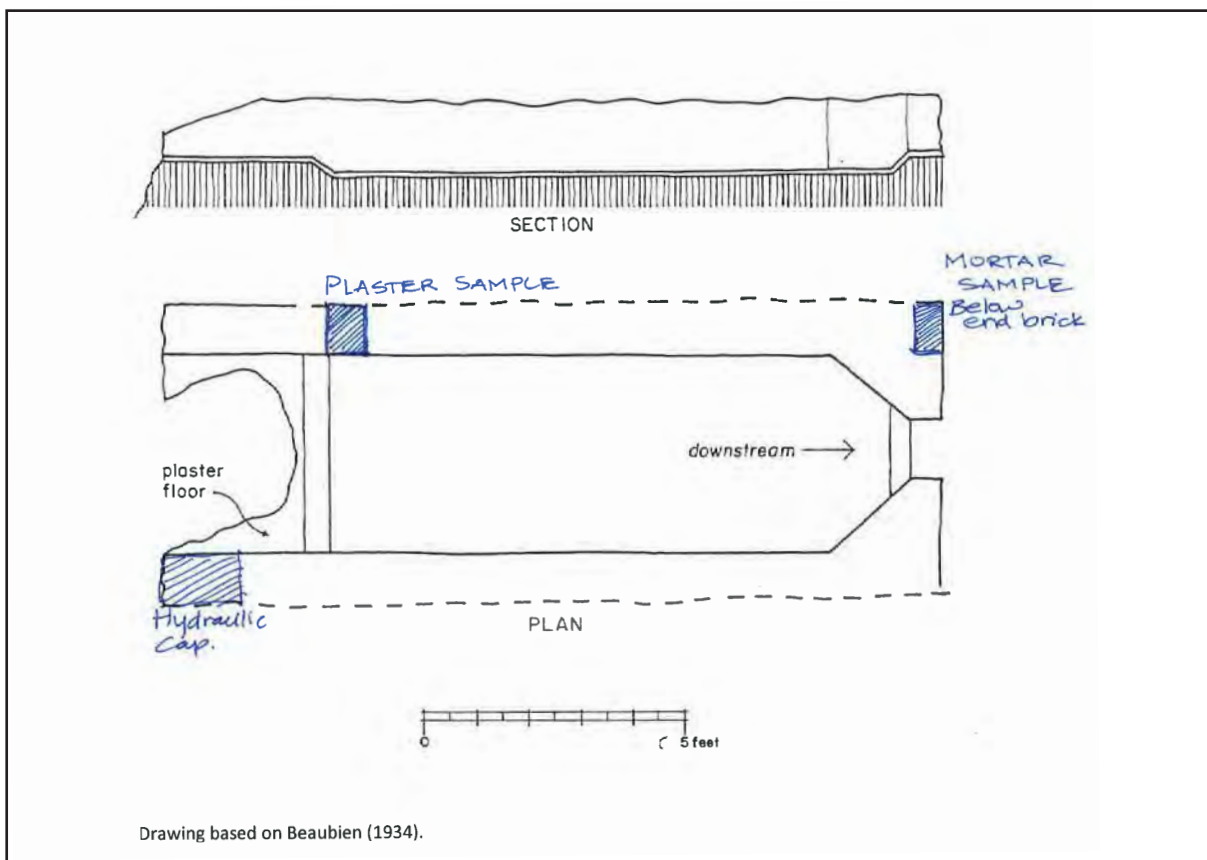 SECTION
PLASTER SAMPLE
MORTAR
SAMPLE
Below
end brick
downstream
plaster
floor
Hydraulic
Cap.
PLAN
0
5 feet
Drawing based on Beaubien (1934).